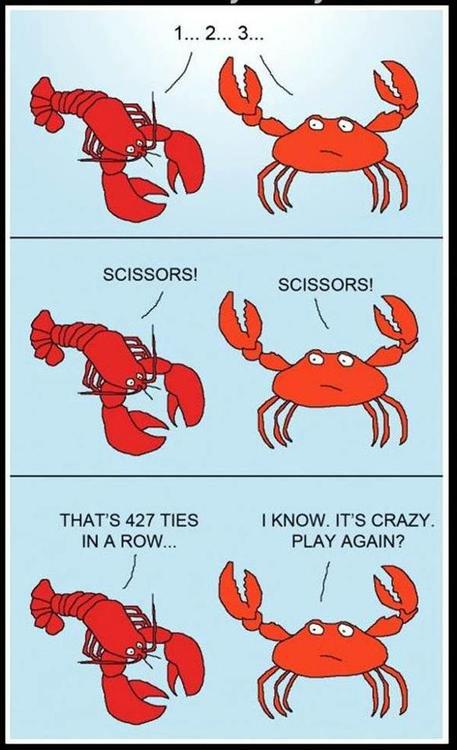 1... 2... 3...
SCISSORS!
SCISSORS!
THAT'S 427 TIES
IN A ROW...
I KNOW. IT'S CRAZY.
PLAY AGAIN?